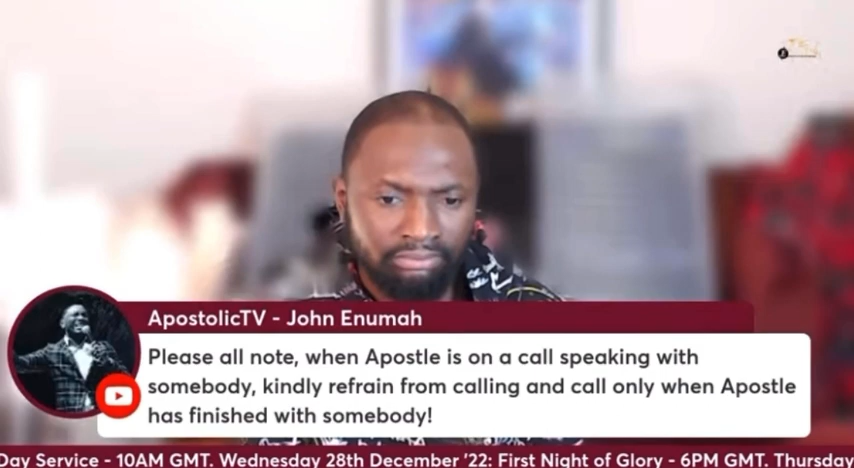 ApostolicTV - John Enumah
Please all note, when Apostle is on a call speaking with
somebody, kindly refrain from calling and call only when Apostle
has finished with somebody!
Day Service - 10AM GMT. Wednesday 28th December '22: First Night of Glory - 6PM GMT. Thursday